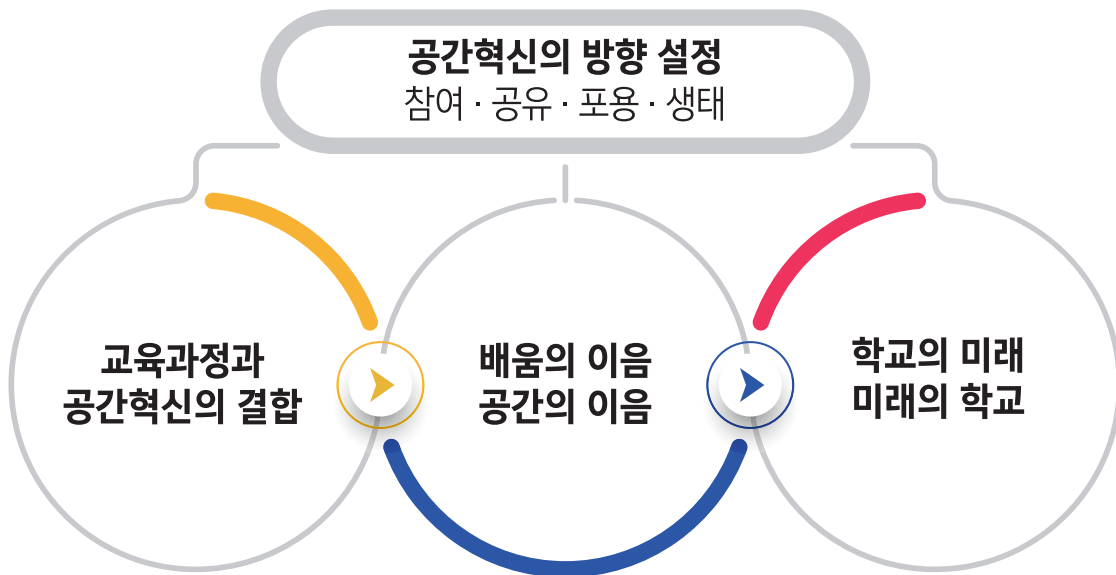 공간혁신의 방향 설정
참여 · 공유 · 포용 · 생태
교육과정과
공간혁신의 결합
배움의 이음
공간의 이음
학교의 미래
미래의 학교